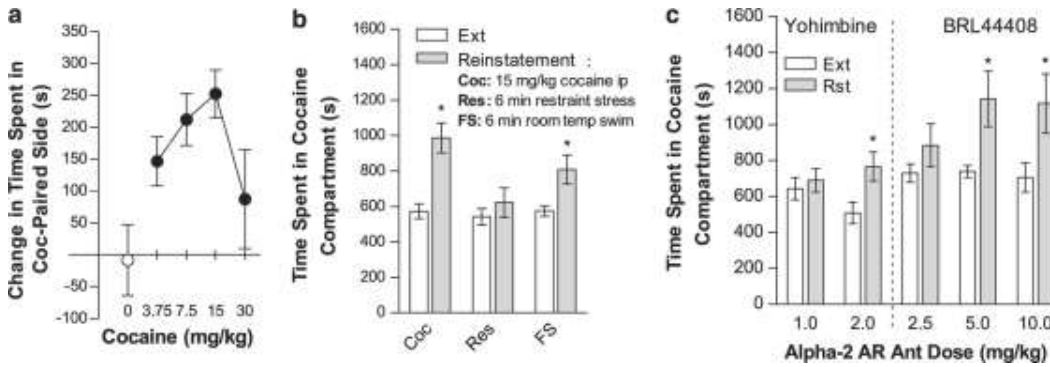 a
Change in Time Spent in
Coc-Paired Side (s)
350
300
250
200
150
100
50
-50
-100
0 3.75 7.5 15 30
Cocaine (mg/kg)
b
Time Spent in Cocaine
Compartment (s)
1600
1400
1200
1000
800
600
400
200
0
Ext
Reinstatement :
Coc: 15 mg/kg cocaine ip
Res: 6 min restraint stress
FS: 6 min room temp swim
*
*
Coc Res FS
c
Time Spent in Cocaine
Compartment (s)
1600
1400
1200
1000
800
600
400
200
0
Yohimbine BRL44408
Ext
Rst
*
*
*
1.0 2.0 2.5 5.0 10.0
Alpha-2 AR Ant Dose (mg/kg)